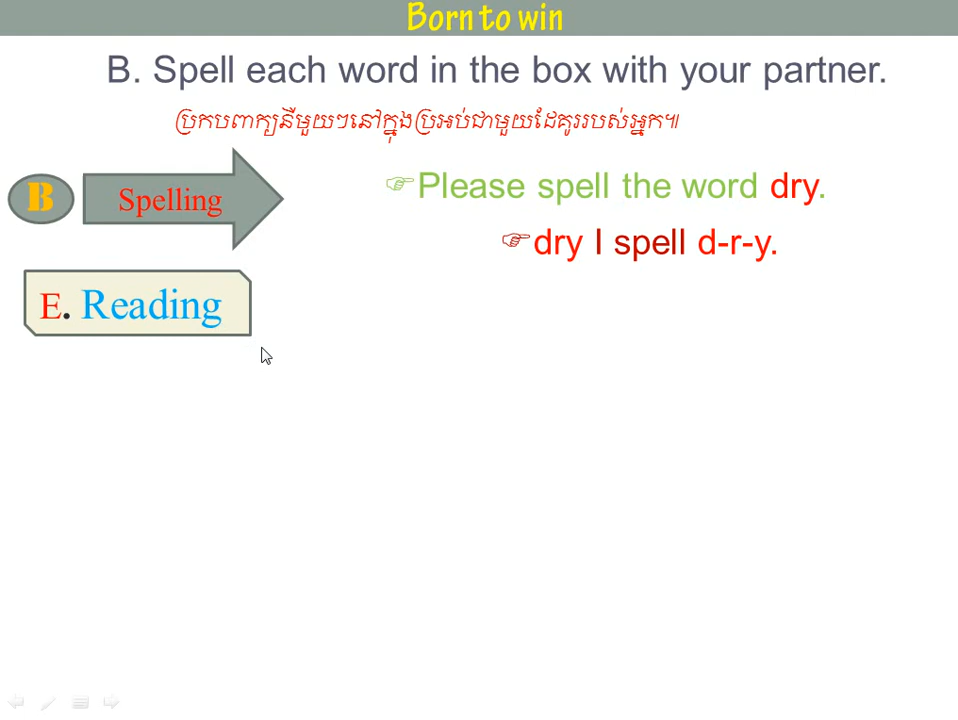 Born to win
B. Spell each word in the box with your partner.
ប្រកបពាក្យនីមួយៗនៅក្នុងប្រអប់ជាមួយដៃគូររបស់អ្នក៕
B
Spelling
☞Please spell the word dry.
☞dry I spell d-r-y.
E. Reading